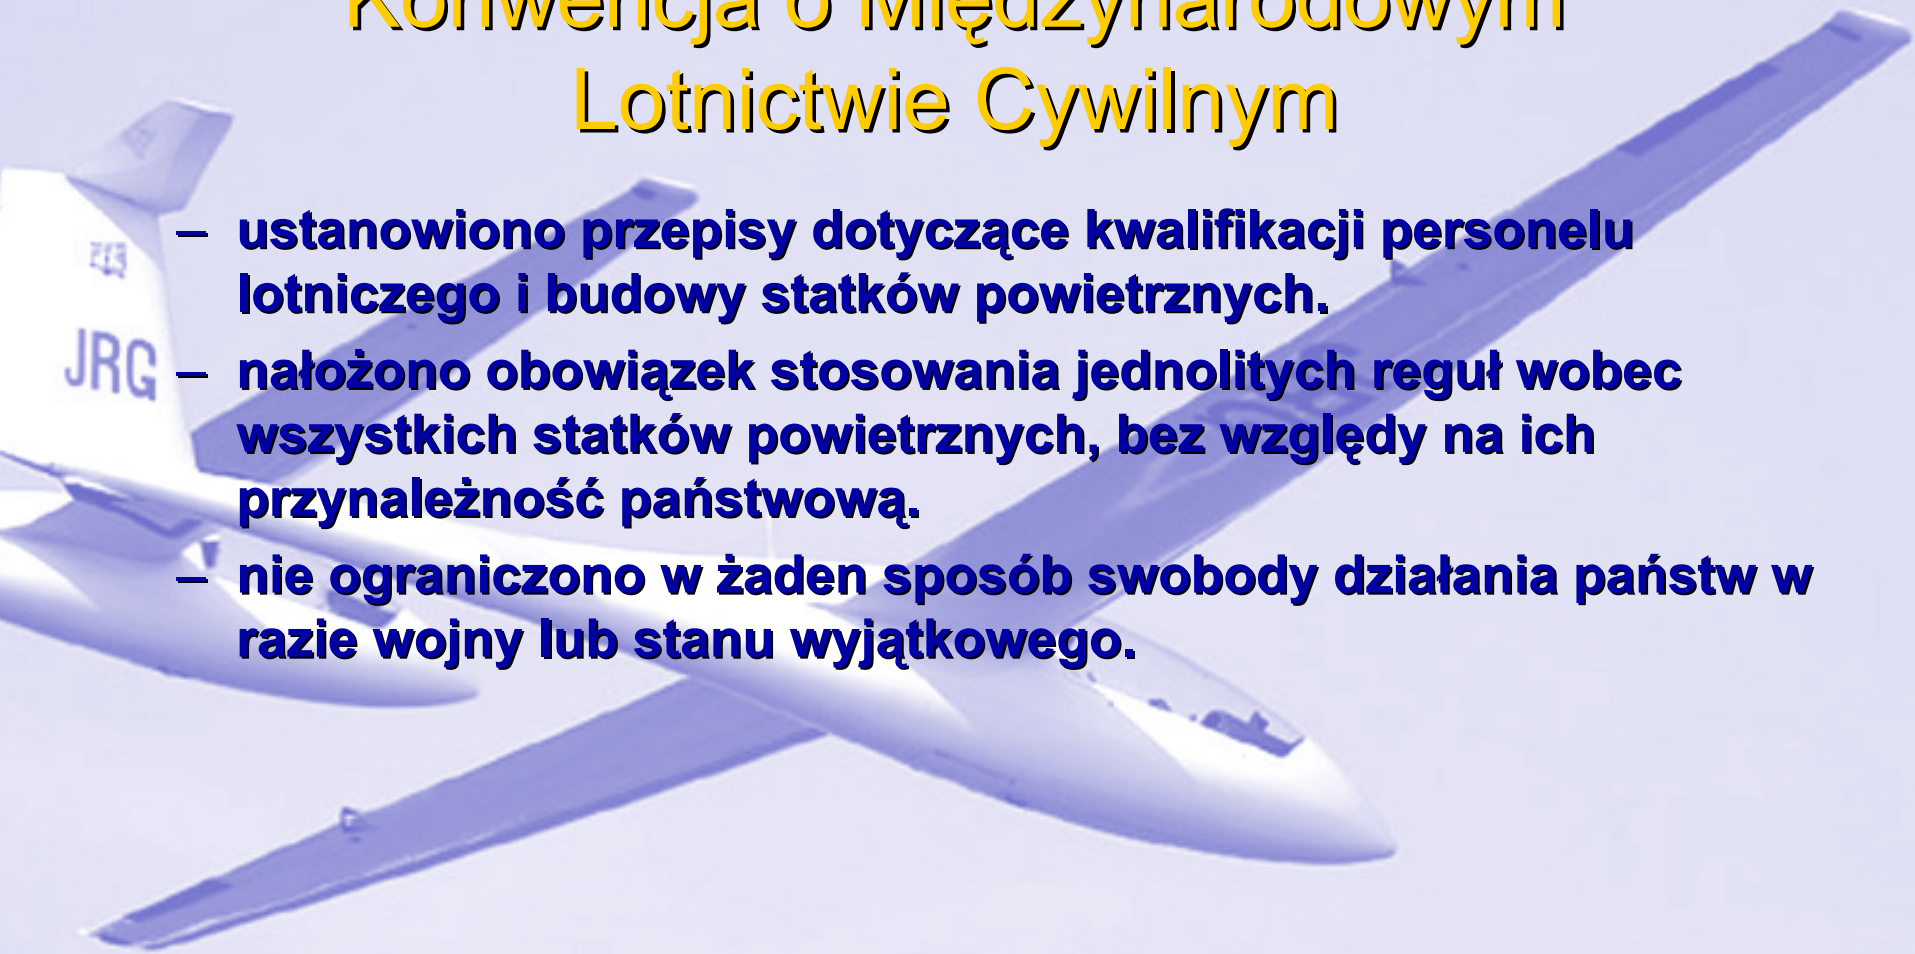 Konwencja o Międzynarodowym
Lotnictwie Cywilnym
– ustanowiono przepisy dotyczące kwalifikacji personelu
lotniczego i budowy statków powietrznych.
– nałożono obowiązek stosowania jednolitych reguł wobec
wszystkich statków powietrznych, bez względy na ich
przynależność państwową.
– nie ograniczono w żaden sposób swobody działania państw w
razie wojny lub stanu wyjątkowego.
JRG